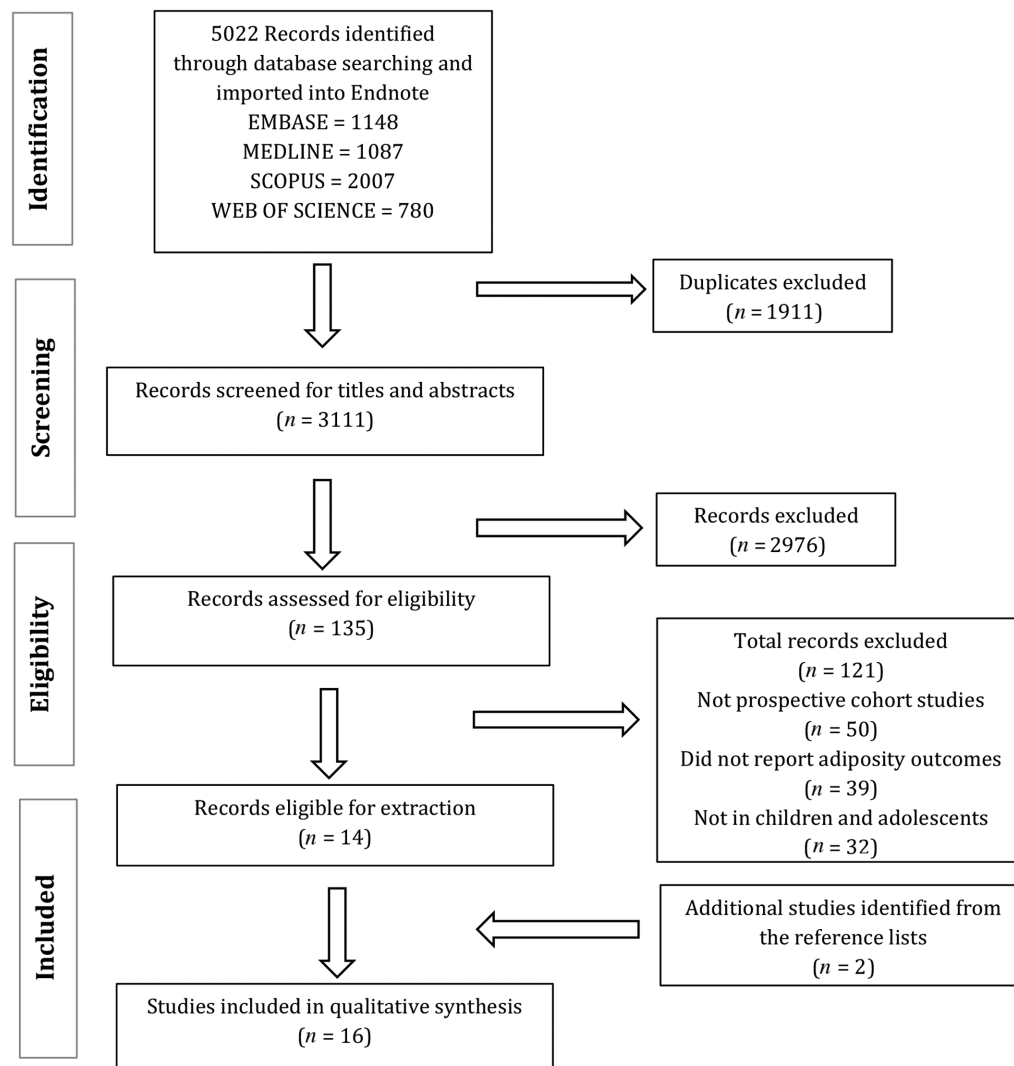 Identification
5022 Records identified
through database searching and
imported into Endnote
EMBASE = 1148
MEDLINE = 1087
SCOPUS = 2007
WEB OF SCIENCE = 780
Duplicates excluded
(n = 1911)
Screening
Records screened for titles and abstracts
(n = 3111)
Records excluded
(n = 2976)
Eligibility
Records assessed for eligibility
(n = 135)
Total records excluded
(n = 121)
Not prospective cohort studies
(n = 50)
Did not report adiposity outcomes
(n = 39)
Not in children and adolescents
(n = 32)
Included
Records eligible for extraction
(n = 14)
Additional studies identified from
the reference lists
(n = 2)
Studies included in qualitative synthesis
(n = 16)